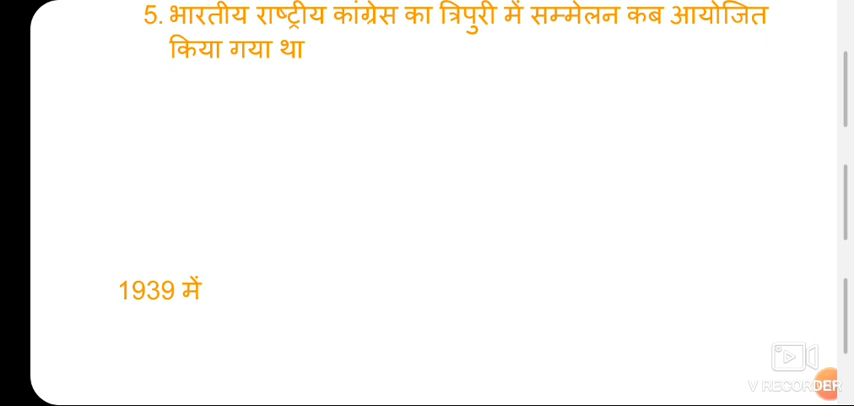 5. भारतीय राष्ट्रीय कांग्रेस का त्रिपुरी में सम्मेलन कब आयोजित
किया गया था
1939 में
V RECORDER